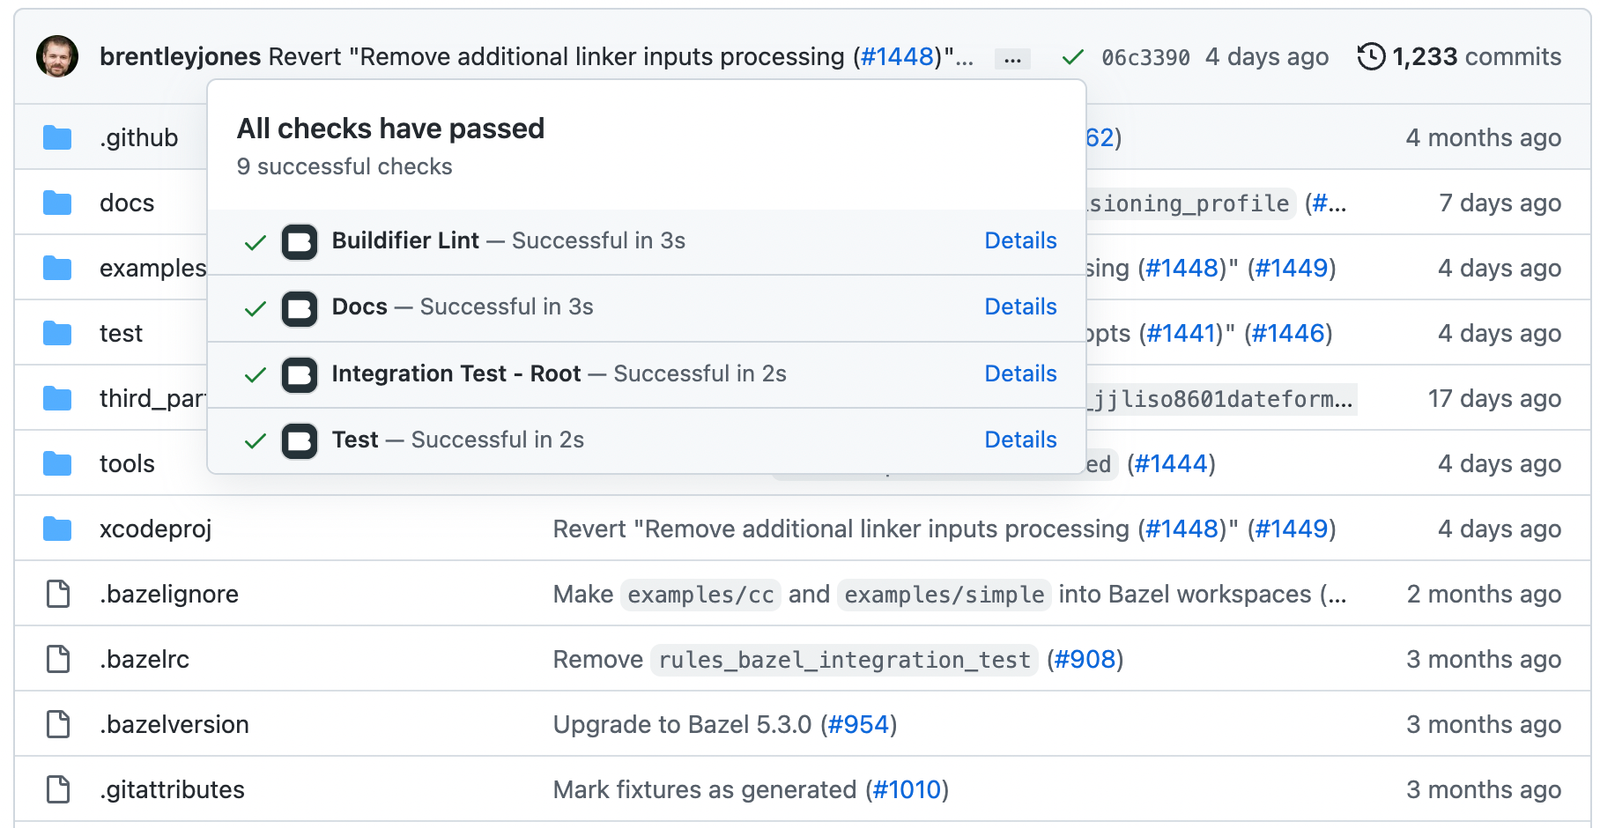 brentleyjones Revert "Remove additional linker inputs processing (#1448)"... ... 06c3390 4 days ago 1,233 commits
All checks have passed
9 successful checks
Buildifier Lint — Successful in 3s Details
Docs — Successful in 3s Details
Integration Test - Root — Successful in 2s Details
Test — Successful in 2s Details
.github 62) 4 months ago
docs sioning_profile (#... 7 days ago
examples sing (#1448)" (#1449) 4 days ago
test opts (#1441)" (#1446) 4 days ago
third_par _jjliso8601dateform... 17 days ago
tools ed (#1444) 4 days ago
xcodeproj Revert "Remove additional linker inputs processing (#1448)" (#1449) 4 days ago
.bazelignore Make examples/cc and examples/simple into Bazel workspaces (... 2 months ago
.bazelrc Remove rules_bazel_integration_test (#908) 3 months ago
.bazelversion Upgrade to Bazel 5.3.0 (#954) 3 months ago
.gitattributes Mark fixtures as generated (#1010) 3 months ago